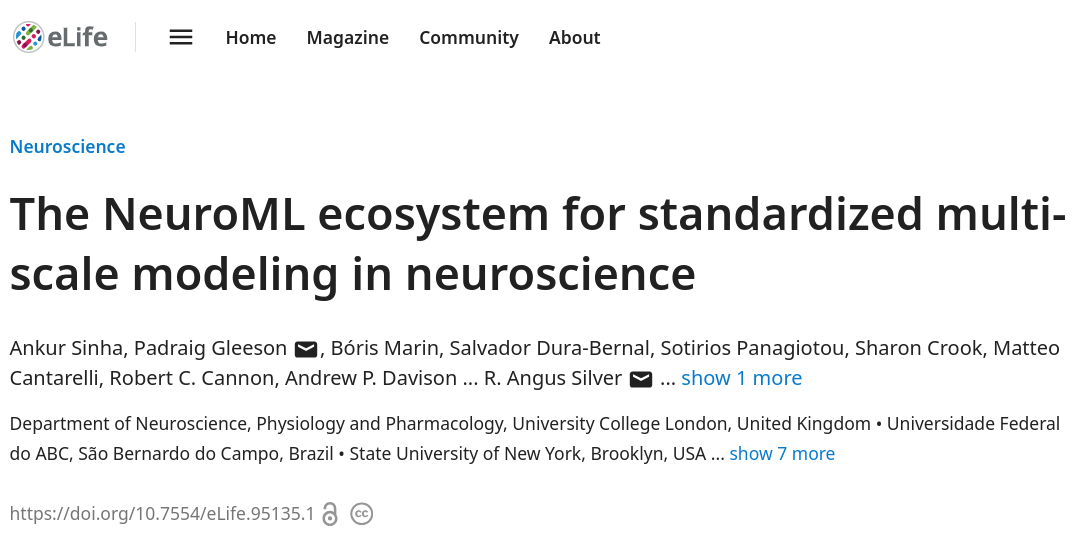 eLife
Home Magazine Community About
Neuroscience
The NeuroML ecosystem for standardized multi-
scale modeling in neuroscience
Ankur Sinha, Padraig Gleeson , Bóris Marin, Salvador Dura-Bernal, Sotirios Panagiotou, Sharon Crook, Matteo
Cantarelli, Robert C. Cannon, Andrew P. Davison ... R. Angus Silver ... show 1 more
Department of Neuroscience, Physiology and Pharmacology, University College London, United Kingdom • Universidade Federal
do ABC, São Bernardo do Campo, Brazil • State University of New York, Brooklyn, USA ... show 7 more
https://doi.org/10.7554/eLife.95135.1 cc